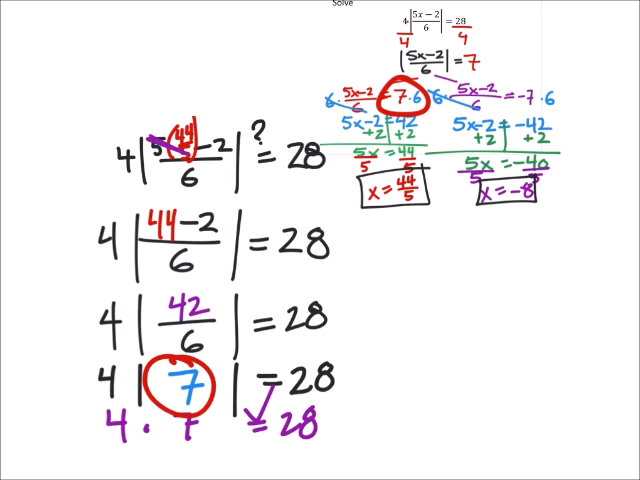 Solve
4|5x − 2/6| = 28
4 4
|5x−2/6| = 7
6· 5x−2/6 = 7·6 6· 5x−2/6 = −7·6
5x−2 = 42 5x−2 = −42
+2 +2 +2 +2
5x = 44 5x = −40
5 5 5 5
x = 44/5 x = −8
4|5(44/5)−2/6| ?= 28
4|44−2/6| = 28
4|42/6| = 28
4|7| = 28
4 · 7 = 28